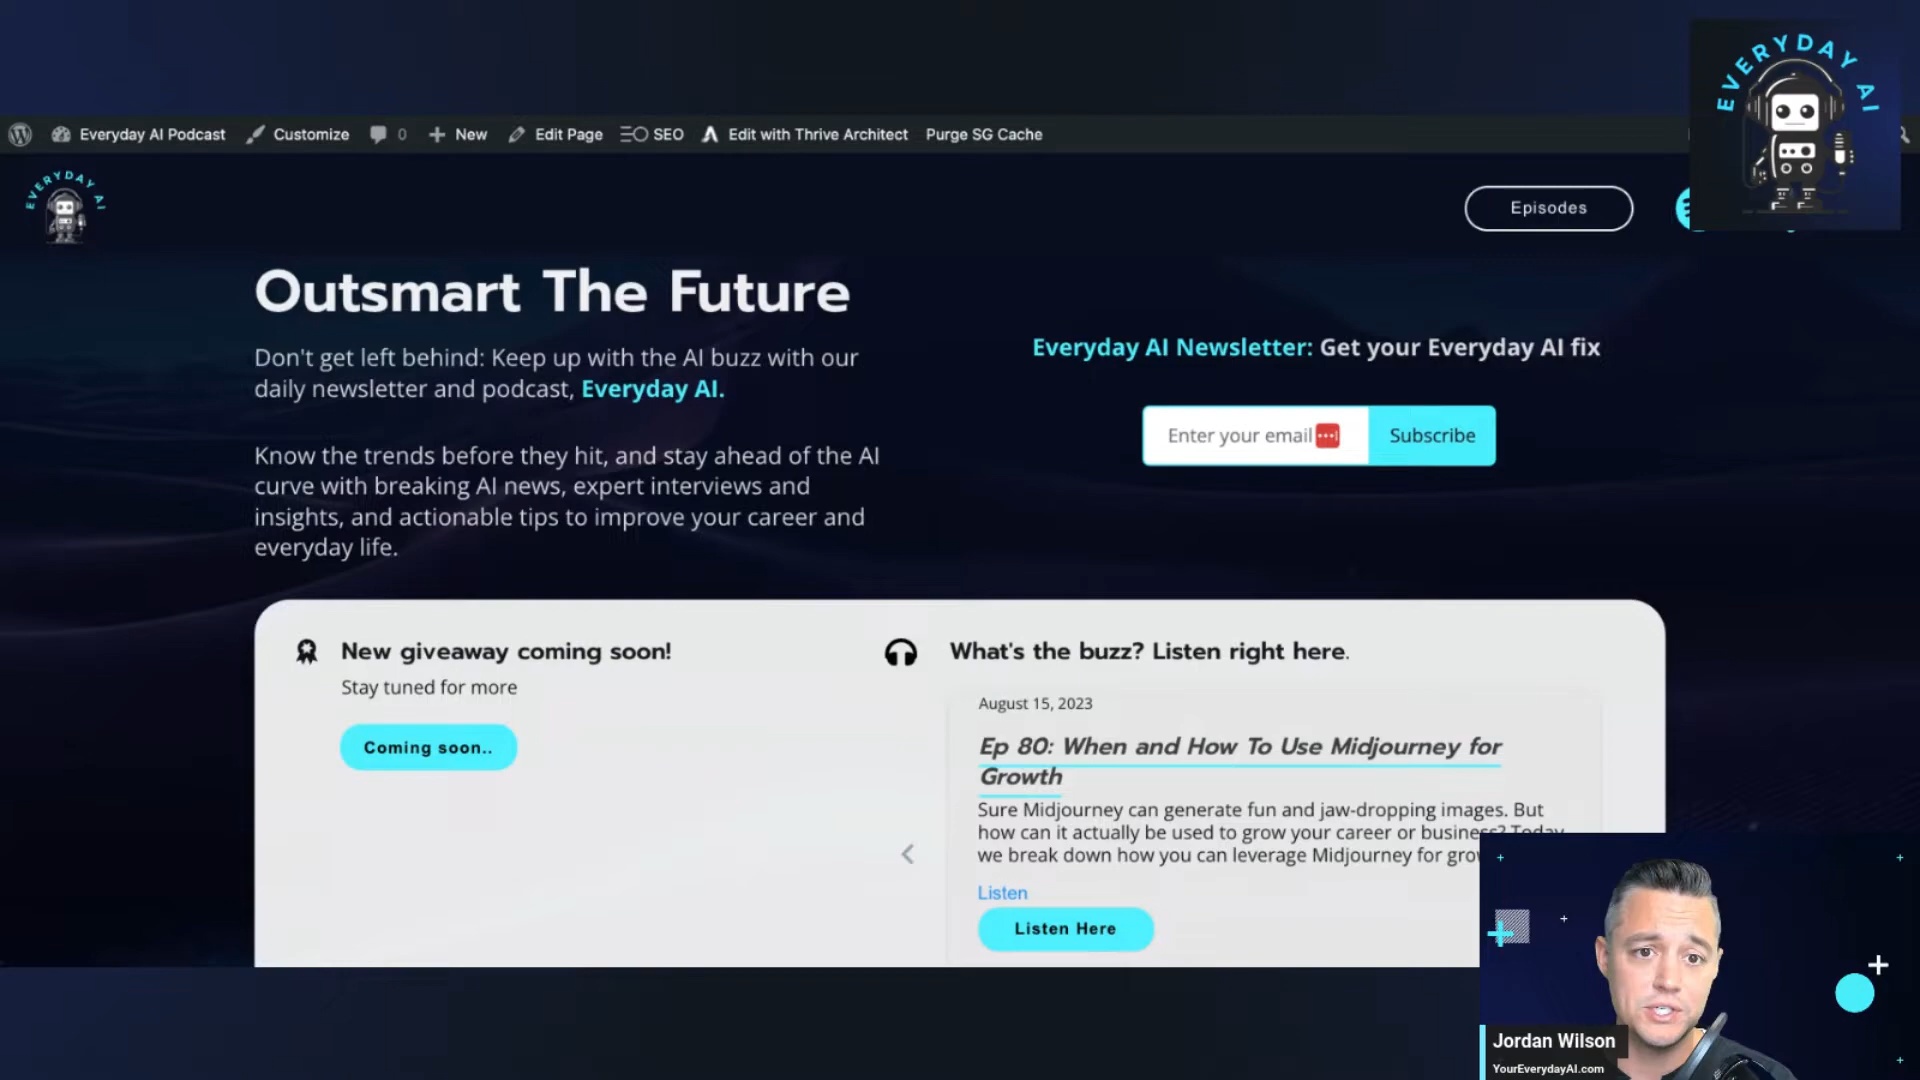 EVERYDAY AI
Everyday AI Podcast
Customize
0
New
Edit Page
SEO
Edit with Thrive Architect
Purge SG Cache
EVERYDAY AI
Episodes
Outsmart The Future
Don't get left behind: Keep up with the AI buzz with our
daily newsletter and podcast, Everyday AI.
Know the trends before they hit, and stay ahead of the AI
curve with breaking AI news, expert interviews and
insights, and actionable tips to improve your career and
everyday life.
Everyday AI Newsletter: Get your Everyday AI fix
Enter your email
Subscribe
New giveaway coming soon!
Stay tuned for more
Coming soon..
What's the buzz? Listen right here.
August 15, 2023
Ep 80: When and How To Use Midjourney for
Growth
Sure Midjourney can generate fun and jaw-dropping images. But
how can it actually be used to grow your career or business? Today
we break down how you can leverage Midjourney for
Listen
Listen Here
Jordan Wilson
YourEverydayAI.com